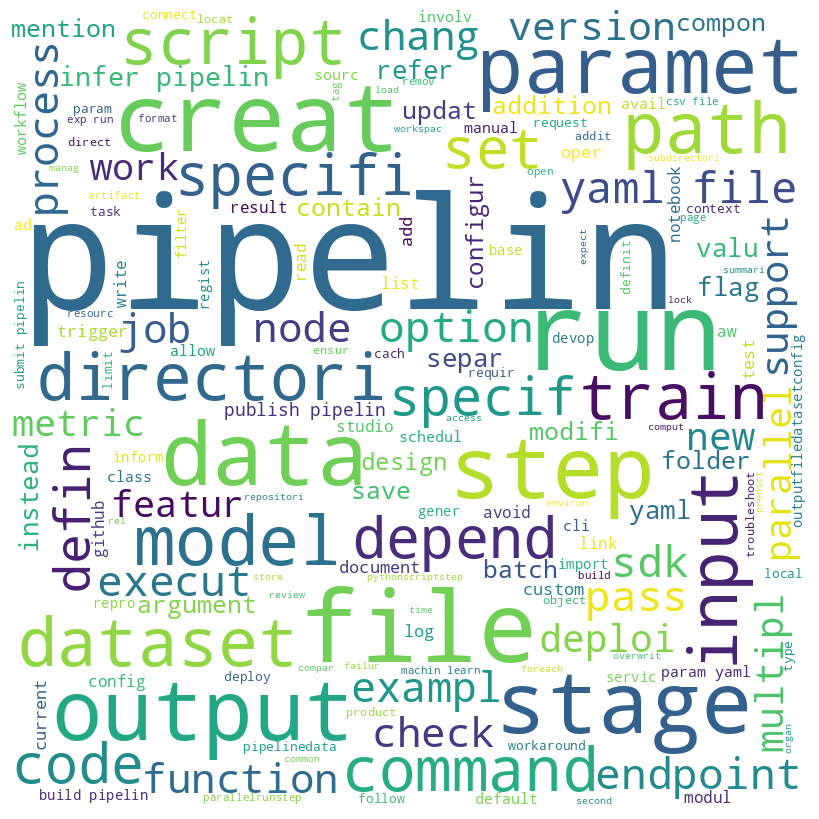 connect
locat
involv
mention
script
chang
version
compon
infer pipelin
sourc
refer
remov
paramet
workflow
param
tag
load
exp run
format
creat
updat
addition
avail
csv file
process
direct
workspac
manual
request
oper
addit
path
manag
work
specifi
set
subdirectori
artifact
open
yaml file
task
result
contain
add
configur
base
notebook
context
page
ad
filter
expect
definit
valu
support
pipelin
write
regist
read
list
summari
resourc
job
node
option
run
lock
flag
submit pipelin
trigger
limit
allow
ensur
cach
separ
requir
devop
aw
test
directori
specif
train
comput
config
metric
publish pipelin
access
studio
schedul
modifi
new
parallel
outputfiledatasetconfig
instead
defin
inform
data
design
step
folder
troubleshoot
predict
class
github
featur
repositori
save
gener
avoid
cli
environ
yaml
input
rel
model
depend
link
sdk
document
batch
import
build
local
execut
store
pythonscriptstep
custom
pass
repro
argument
review
object
dataset
file
time
log
deploi
multipl
type
config
compar
failur
machin learn
foreach
overwrit
current
deploy
exampl
servic
param yaml
output
product
stage
organ
code
pipelinedata
check
workaround
function
common
command
endpoint
build pipelin
parallelrunstep
follow
default
second
modul